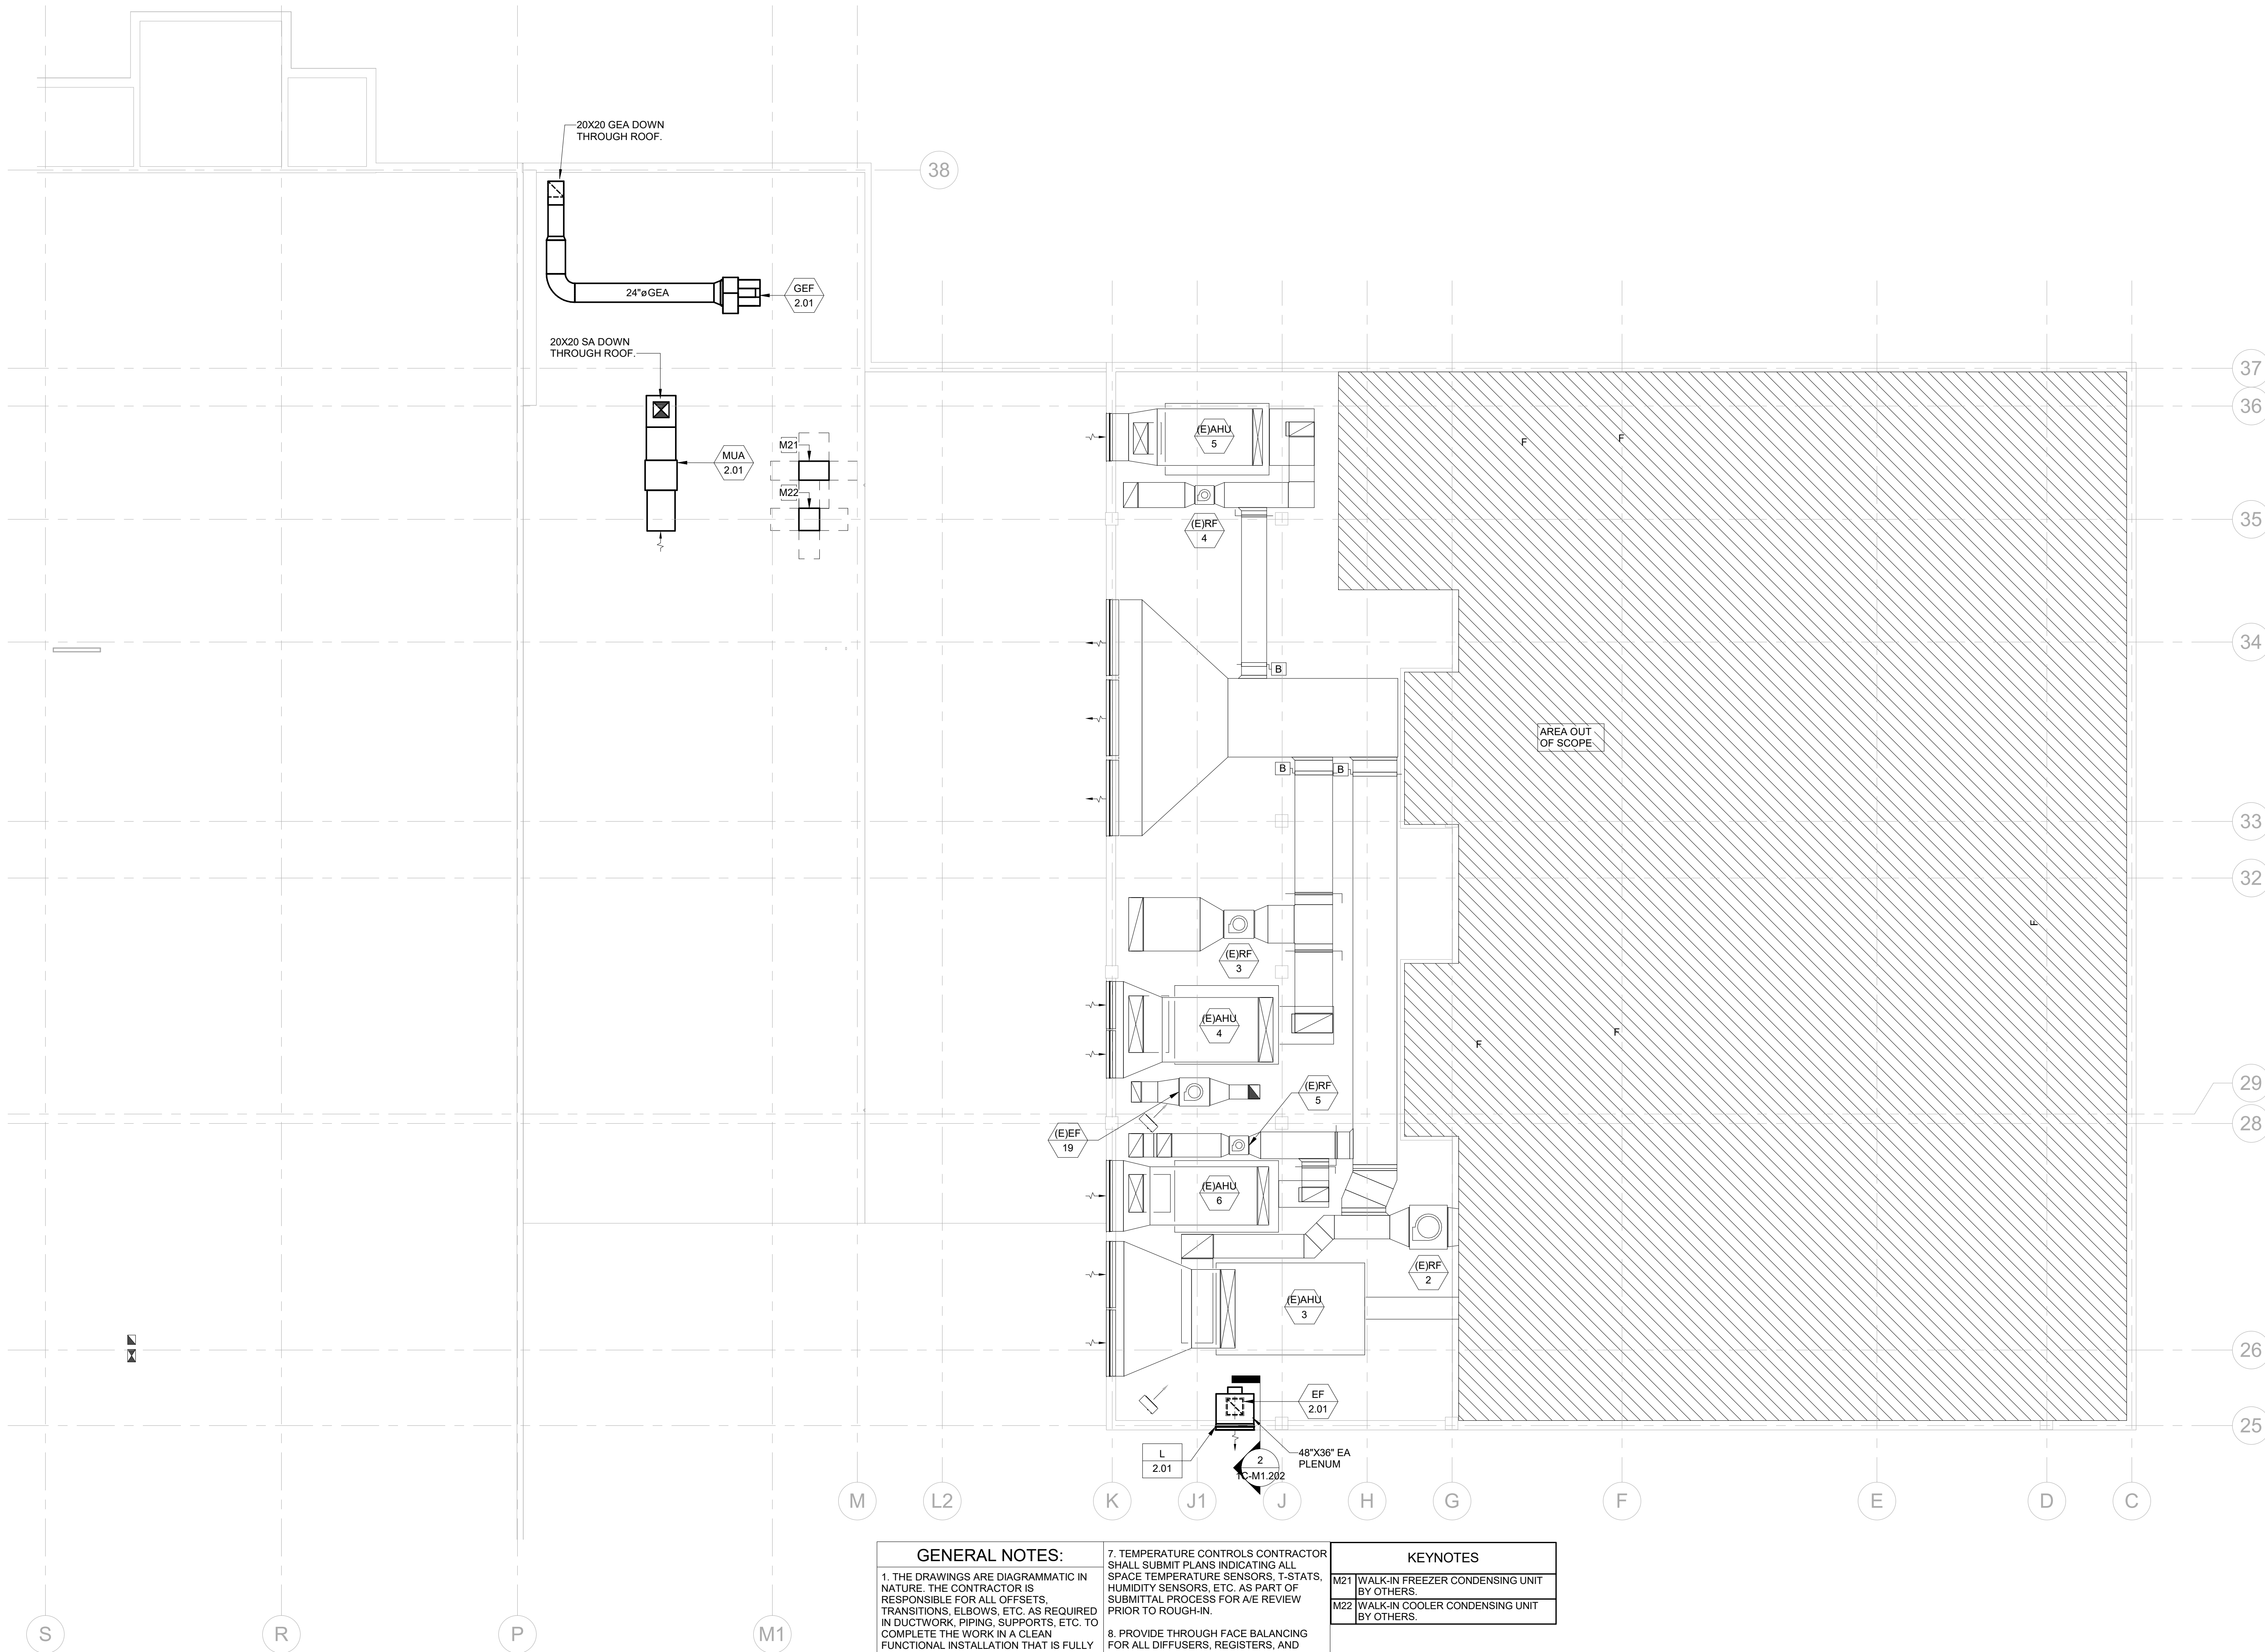 20X20 GEA DOWN
THROUGH ROOF.
38
24"øGEA
GEF
2.01
20X20 SA DOWN
THROUGH ROOF.
37
36
(E)AHU
5
F
F
M21
MUA
2.01
M22
35
(E)RF
4
34
B
AREA OUT
OF SCOPE
B
B
33
32
F
(E)RF
3
(E)AHU
4
F
F
29
(E)RF
5
28
(E)EF
19
(E)AHU
6
(E)RF
2
(E)AHU
3
26
EF
2.01
25
L
2.01
48"X36" EA
PLENUM
2
1C-M1.202
M
L2
K
J1
J
H
G
F
E
D
C
S
R
P
M1
GENERAL NOTES:
1. THE DRAWINGS ARE DIAGRAMMATIC IN
NATURE. THE CONTRACTOR IS
RESPONSIBLE FOR ALL OFFSETS,
TRANSITIONS, ELBOWS, ETC. AS REQUIRED
IN DUCTWORK, PIPING, SUPPORTS, ETC. TO
COMPLETE THE WORK IN A CLEAN
FUNCTIONAL INSTALLATION THAT IS FULLY
7. TEMPERATURE CONTROLS CONTRACTOR
SHALL SUBMIT PLANS INDICATING ALL
SPACE TEMPERATURE SENSORS, T-STATS,
HUMIDITY SENSORS, ETC. AS PART OF
SUBMITTAL PROCESS FOR A/E REVIEW
PRIOR TO ROUGH-IN.
8. PROVIDE THROUGH FACE BALANCING
FOR ALL DIFFUSERS, REGISTERS, AND
KEYNOTES
M21 WALK-IN FREEZER CONDENSING UNIT
BY OTHERS.
M22 WALK-IN COOLER CONDENSING UNIT
BY OTHERS.